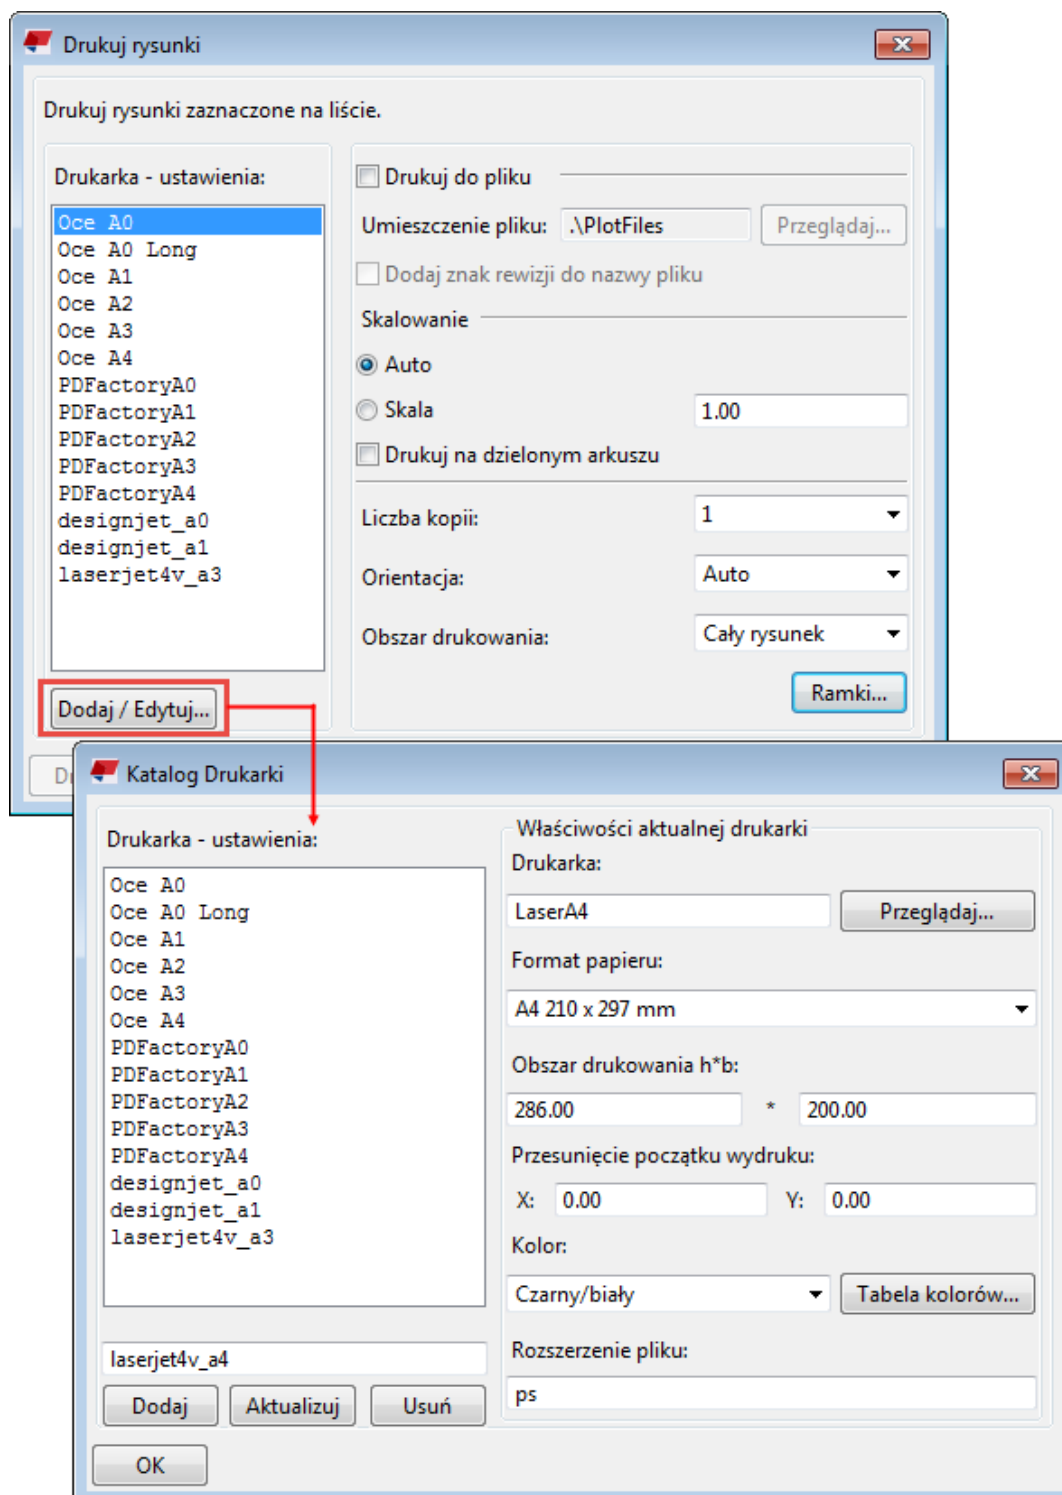 Drukuj rysunki
Drukuj rysunki zaznaczone na liście.
Drukarka - ustawienia:
Oce A0
Oce A0 Long
Oce A1
Oce A2
Oce A3
Oce A4
PDFactoryA0
PDFactoryA1
PDFactoryA2
PDFactoryA3
PDFactoryA4
designjet_a0
designjet_a1
laserjet4v_a3
Dodaj / Edytuj...
Drukuj do pliku
Umieszczenie pliku: .\PlotFiles Przeglądaj...
Dodaj znak rewizji do nazwy pliku
Skalowanie
Auto
Skala 1.00
Drukuj na dzielonym arkuszu
Liczba kopii: 1
Orientacja: Auto
Obszar drukowania: Cały rysunek
Ramki...
Katalog Drukarki
Drukarka - ustawienia:
Oce A0
Oce A0 Long
Oce A1
Oce A2
Oce A3
Oce A4
PDFactoryA0
PDFactoryA1
PDFactoryA2
PDFactoryA3
PDFactoryA4
designjet_a0
designjet_a1
laserjet4v_a3
laserjet4v_a4
Dodaj Aktualizuj Usuń
OK
Właściwości aktualnej drukarki
Drukarka:
LaserA4 Przeglądaj...
Format papieru:
A4 210 x 297 mm
Obszar drukowania h*b:
286.00 * 200.00
Przesunięcie początku wydruku:
X: 0.00 Y: 0.00
Kolor:
Czarny/biały Tabela kolorów...
Rozszerzenie pliku:
ps